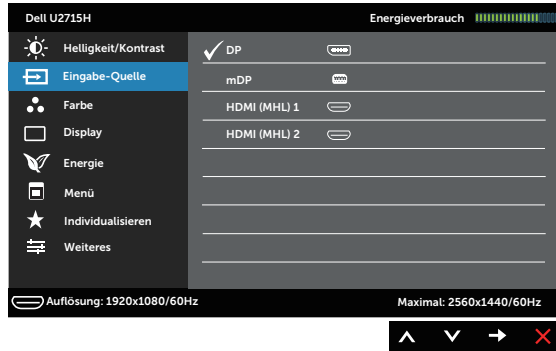 Dell U2715H Energieverbrauch
Helligkeit/Kontrast
Eingabe-Quelle
Farbe
Display
Energie
Menü
Individualisieren
Weiteres
DP
mDP
HDMI (MHL) 1
HDMI (MHL) 2
Auflösung: 1920x1080/60Hz Maximal: 2560x1440/60Hz